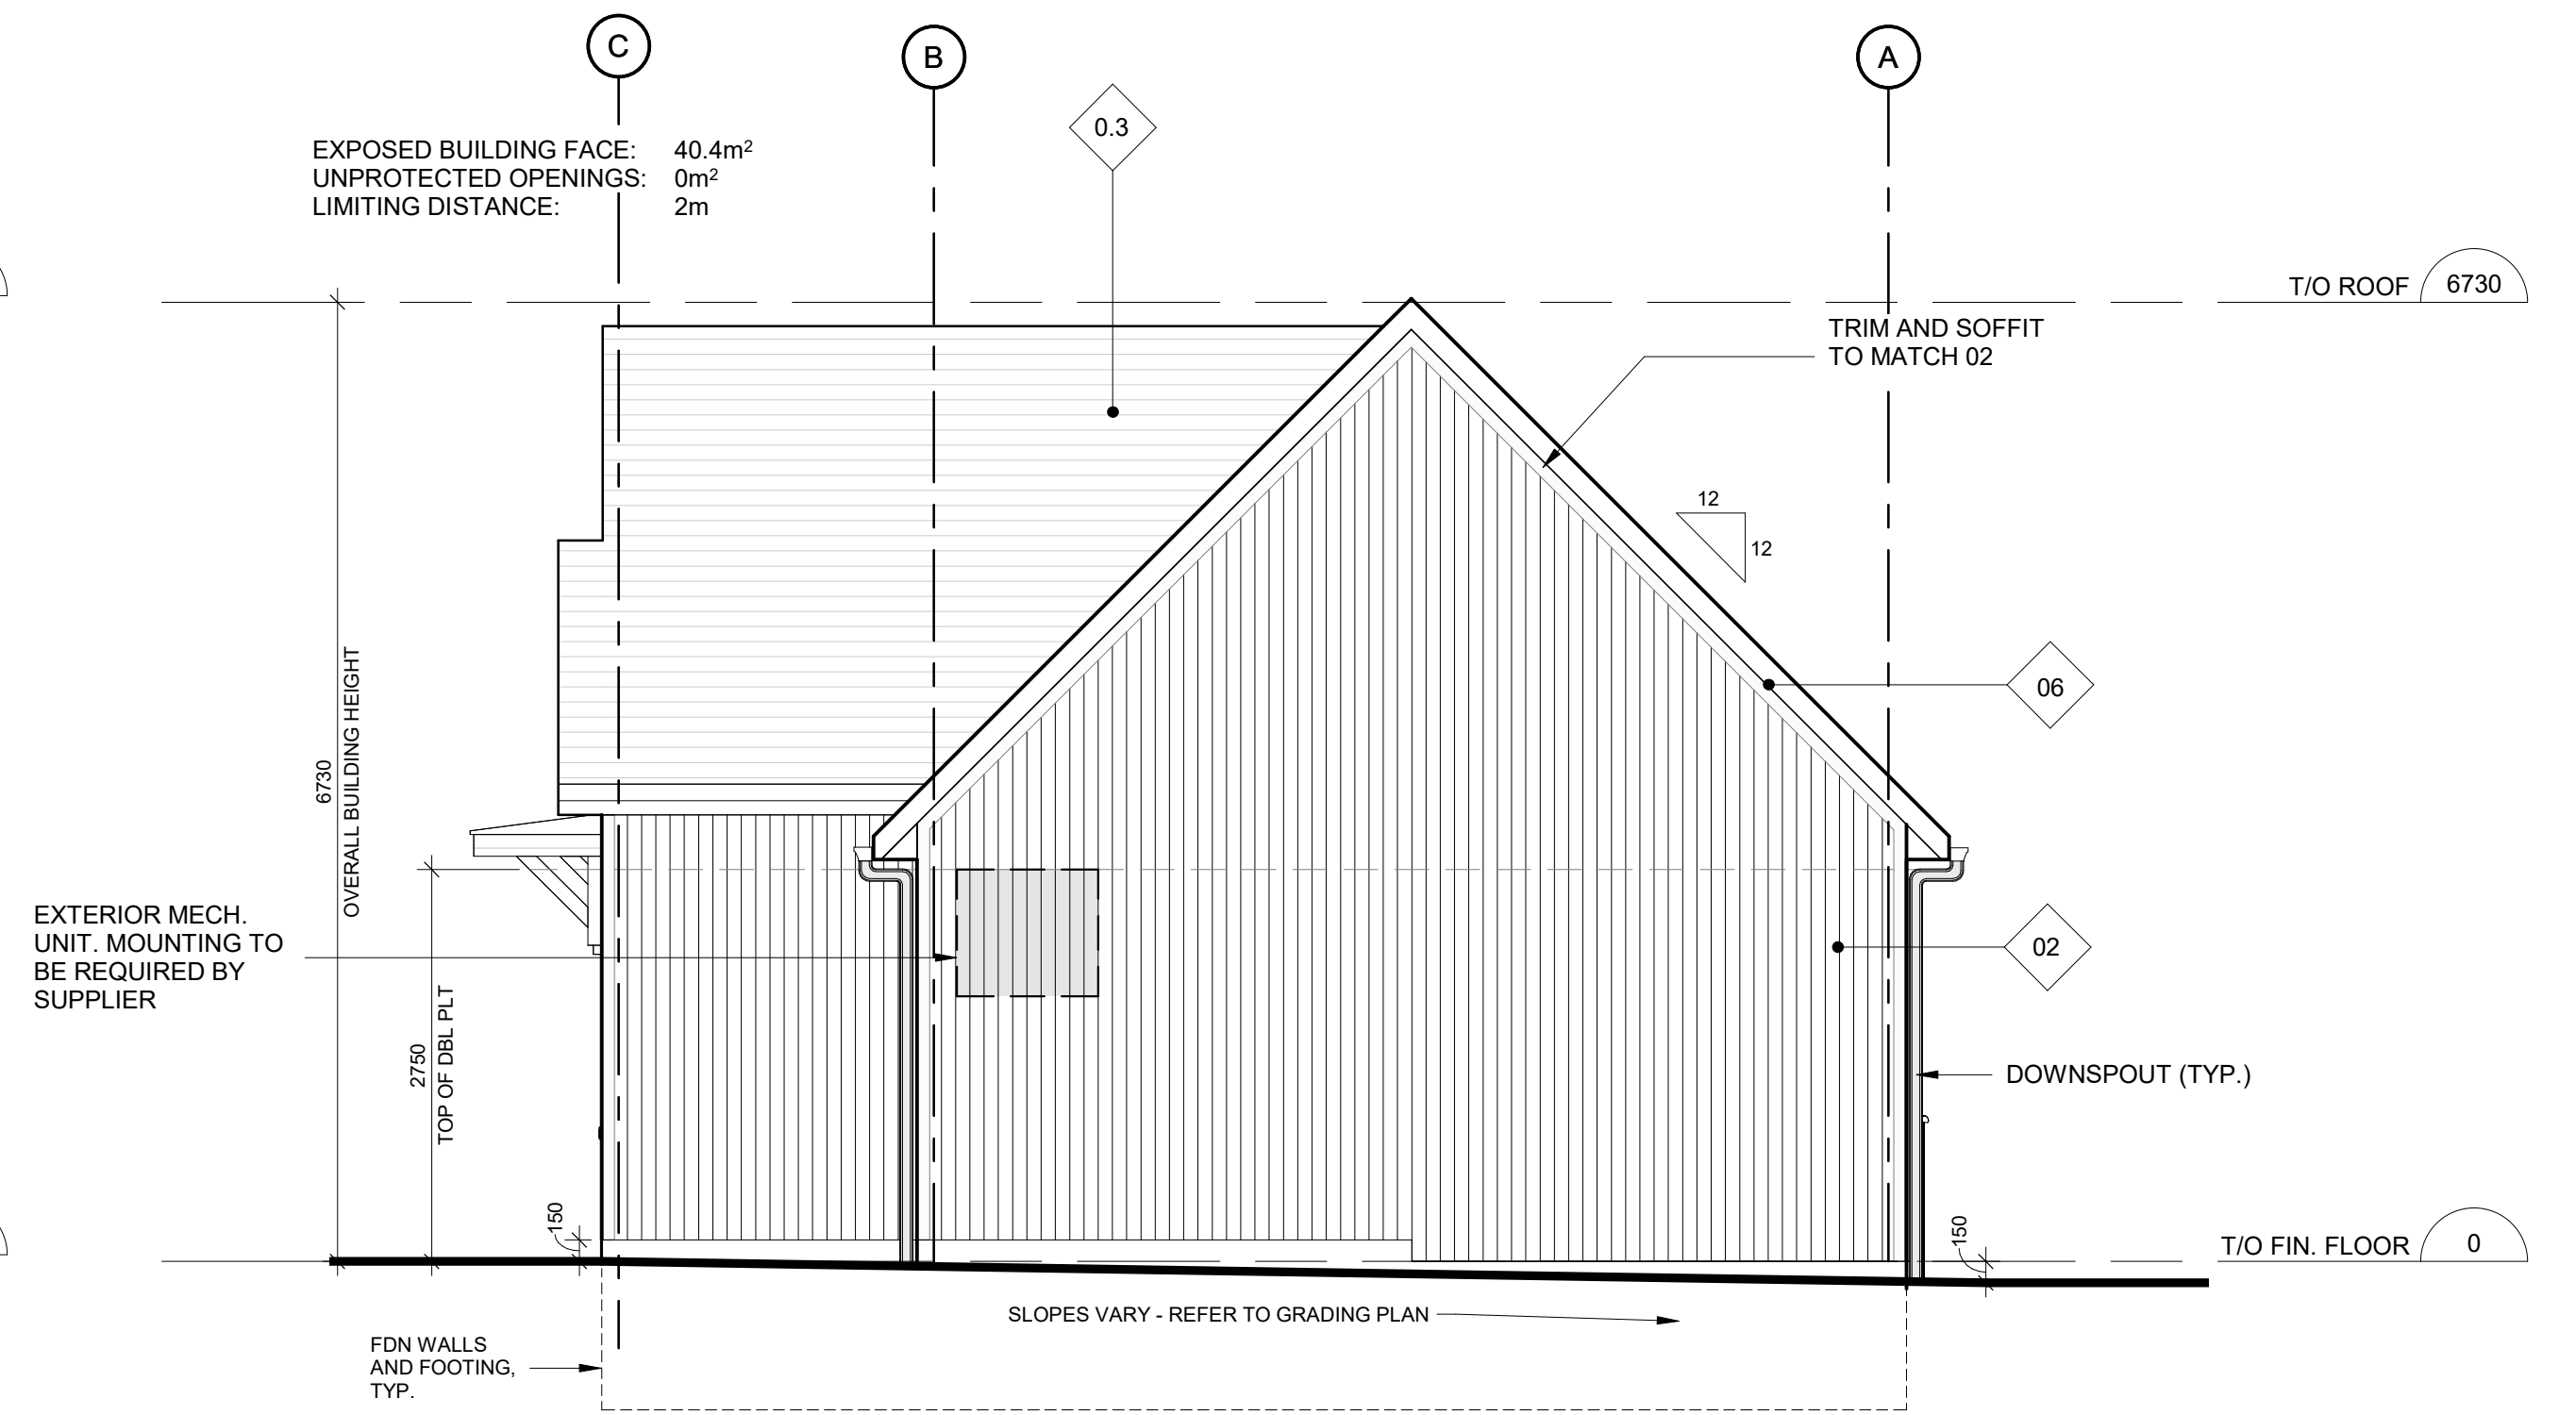 C
B
A
0.3
EXPOSED BUILDING FACE: 40.4m²
UNPROTECTED OPENINGS: 0m²
LIMITING DISTANCE: 2m
T/O ROOF 6730
TRIM AND SOFFIT
TO MATCH 02
12
12
06
6730
OVERALL BUILDING HEIGHT
EXTERIOR MECH.
UNIT. MOUNTING TO
BE REQUIRED BY
SUPPLIER
02
2750
TOP OF DBL PLT
DOWNSPOUT (TYP.)
150
150
T/O FIN. FLOOR 0
SLOPES VARY - REFER TO GRADING PLAN
FDN WALLS
AND FOOTING,
TYP.